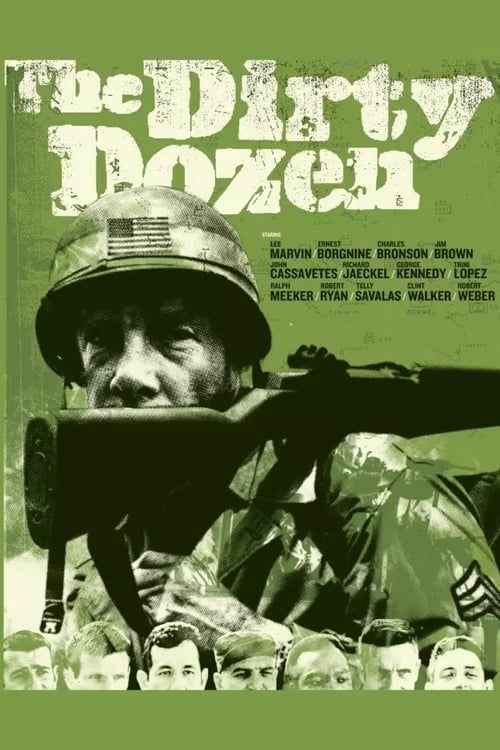 The Dirty
Dozen
STARRING
LEE ERNEST CHARLES JIM
MARVIN / BORGNINE / BRONSON / BROWN
JOHN RICHARD GEORGE TRINI
CASSAVETES / JAECKEL / KENNEDY / LOPEZ
RALPH ROBERT TELLY CLINT ROBERT
MEEKER / RYAN / SAVALAS / WALKER / WEBER